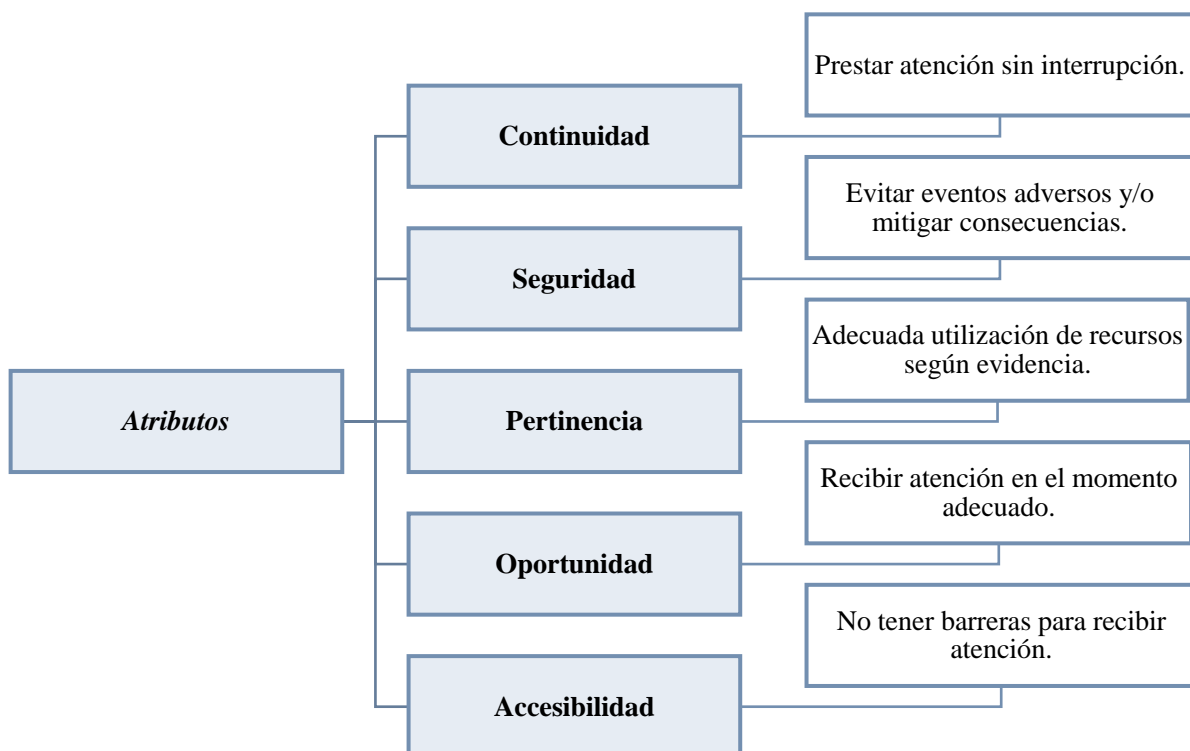 Atributos
Continuidad
Prestar atención sin interrupción.
Seguridad
Evitar eventos adversos y/o
mitigar consecuencias.
Pertinencia
Adecuada utilización de recursos
según evidencia.
Oportunidad
Recibir atención en el momento
adecuado.
Accesibilidad
No tener barreras para recibir
atención.